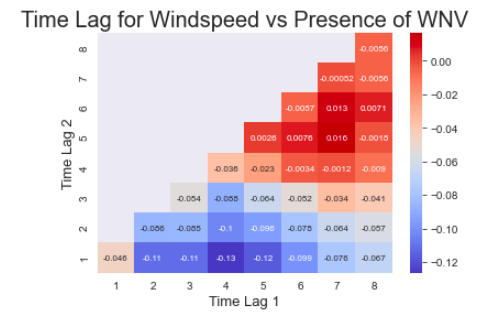 Time Lag for Windspeed vs Presence of WNV
8 -0.0056
7 -0.00052 -0.0056
6 -0.0057 0.013 0.0071
5 0.0026 0.0076 0.016 -0.0018
4 -0.036 -0.023 -0.0034 -0.0012 -0.009
3 -0.054 -0.088 -0.064 -0.052 -0.034 -0.041
2 -0.086 -0.085 -0.1 -0.096 -0.078 -0.064 -0.057
1 -0.046 -0.11 -0.11 -0.13 -0.12 -0.099 -0.076 -0.067
1 2 3 4 5 6 7 8
Time Lag 1
Time Lag 2
0.00
-0.02
-0.04
-0.06
-0.08
-0.10
-0.12